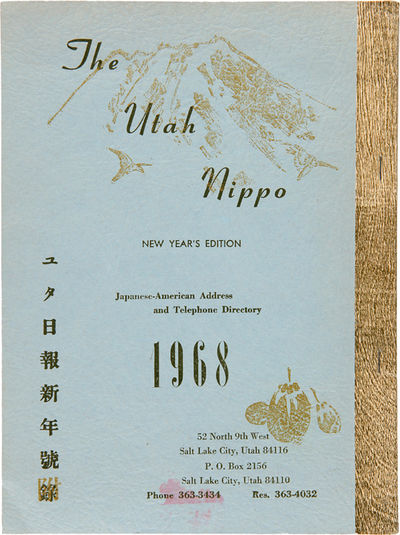 The
Utah
Nippo
NEW YEAR'S EDITION
Japanese-American Address
and Telephone Directory
1968
ユタ日報新年號附錄
52 North 9th West
Salt Lake City, Utah 84116
P. O. Box 2156
Salt Lake City, Utah 84110
Phone 363-3434 Res. 363-4032